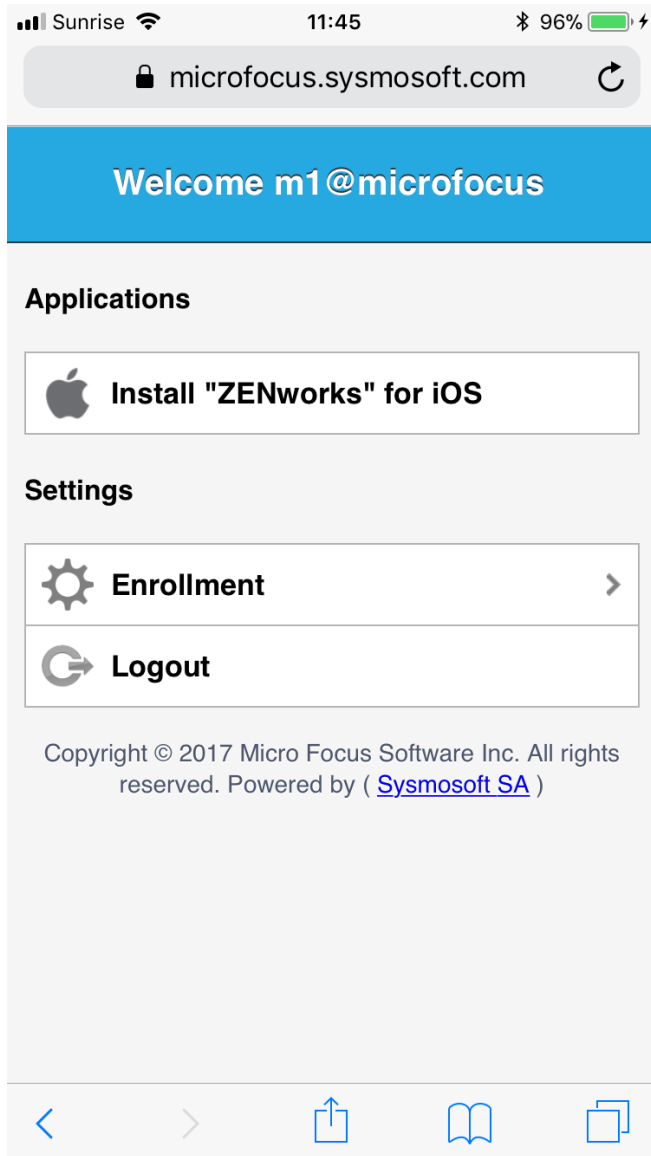 Sunrise 11:45 96%
microfocus.sysmosoft.com
Welcome m1@microfocus
Applications
Install "ZENworks" for iOS
Settings
Enrollment
Logout
Copyright © 2017 Micro Focus Software Inc. All rights
reserved. Powered by ( Sysmosoft SA )